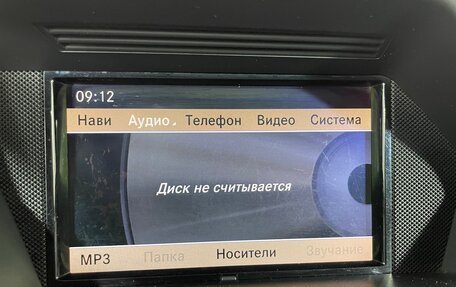 09:12
Нави Аудио Телефон Видео Система
Диск не считывается
MP3 Папка Носители Звучание